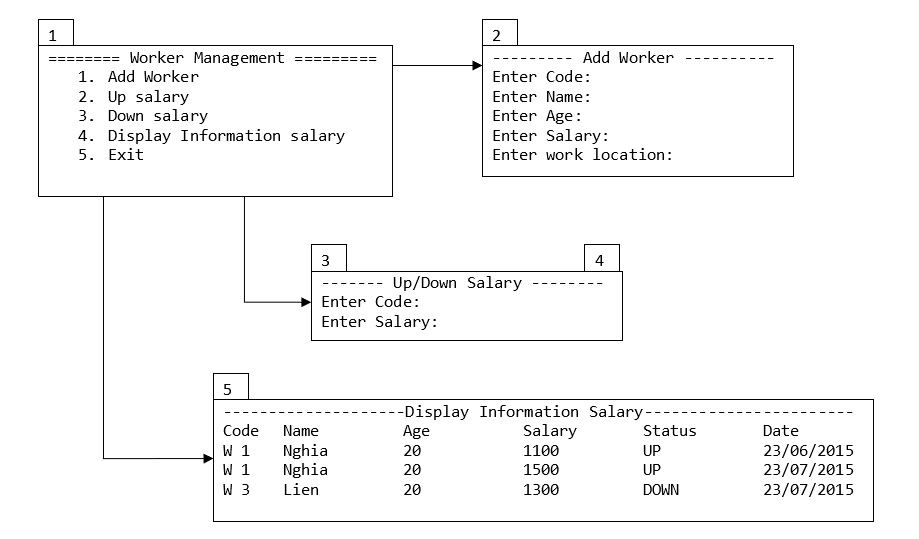 1
======== Worker Management =========
1. Add Worker
2. Up salary
3. Down salary
4. Display Information salary
5. Exit
2
--------- Add Worker ----------
Enter Code:
Enter Name:
Enter Age:
Enter Salary:
Enter work location:
3 4
------- Up/Down Salary --------
Enter Code:
Enter Salary:
5
--------------------Display Information Salary-----------------------
Code Name Age Salary Status Date
W 1 Nghia 20 1100 UP 23/06/2015
W 1 Nghia 20 1500 UP 23/07/2015
W 3 Lien 20 1300 DOWN 23/07/2015